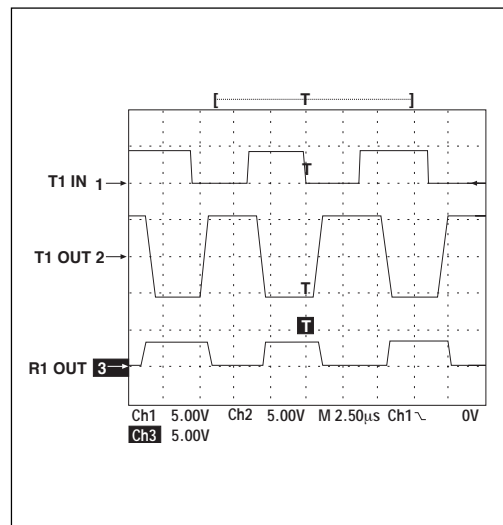 [ T ]
T1 IN 1
T
T1 OUT 2
T
T
R1 OUT 3
Ch1 5.00V Ch2 5.00V M 2.50μs Ch1 0V
Ch3 5.00V